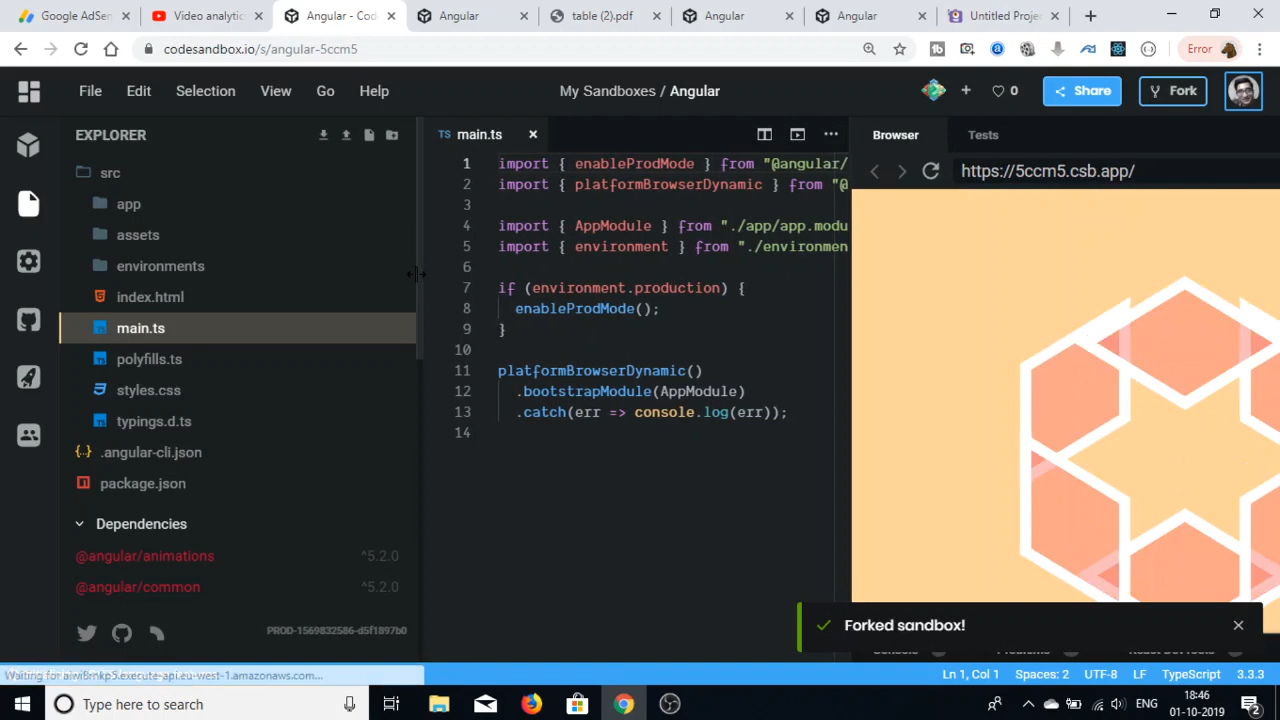 Google AdSen
Video analytic
Angular - Cod
Angular
table (2).pdf
Angular
Angular
Untitled Proje
codesandbox.io/s/angular-5ccm5
Error
File Edit Selection View Go Help
My Sandboxes / Angular
0
Share
Fork
EXPLORER
src
app
assets
environments
index.html
main.ts
polyfills.ts
styles.css
typings.d.ts
.angular-cli.json
package.json
Dependencies
@angular/animations ^5.2.0
@angular/common ^5.2.0
PROD-1569832586-d5f1897b0
TS main.ts
1 import { enableProdMode } from "@angular/
2 import { platformBrowserDynamic } from "@
3
4 import { AppModule } from "./app/app.modu
5 import { environment } from "./environmen
6
7 if (environment.production) {
8 enableProdMode();
9 }
10
11 platformBrowserDynamic()
12 .bootstrapModule(AppModule)
13 .catch(err => console.log(err));
14
Browser Tests
https://5ccm5.csb.app/
Forked sandbox!
Ln 1, Col 1 Spaces: 2 UTF-8 LF TypeScript 3.3.3
Type here to search
ENG
18:46
01-10-2019
2